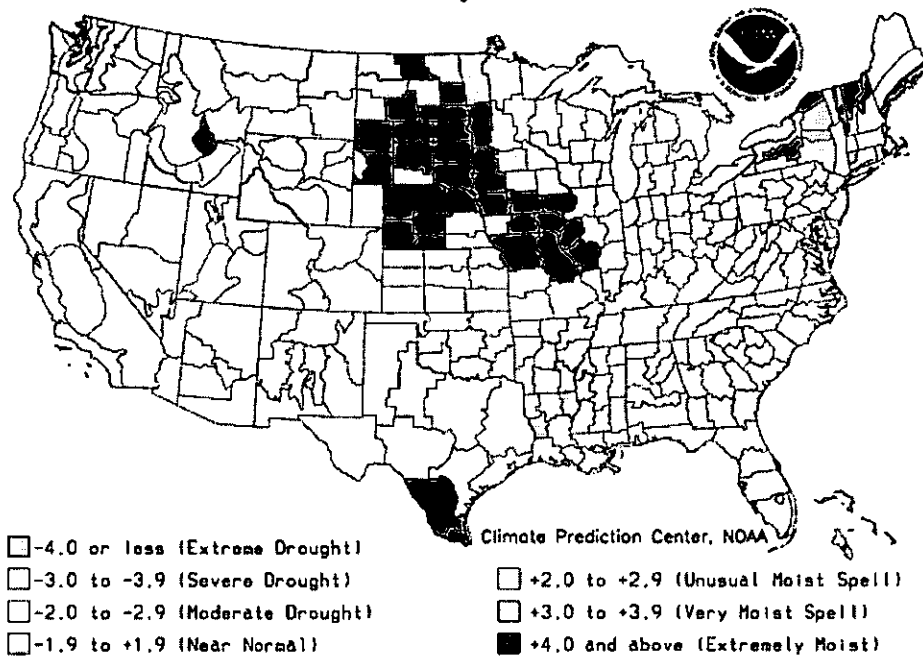 Climate Prediction Center, NOAA
-4.0 or less (Extreme Drought)
-3.0 to -3.9 (Severe Drought)
-2.0 to -2.9 (Moderate Drought)
-1.9 to +1.9 (Near Normal)
+2.0 to +2.9 (Unusual Moist Spell)
+3.0 to +3.9 (Very Moist Spell)
+4.0 and above (Extremely Moist)